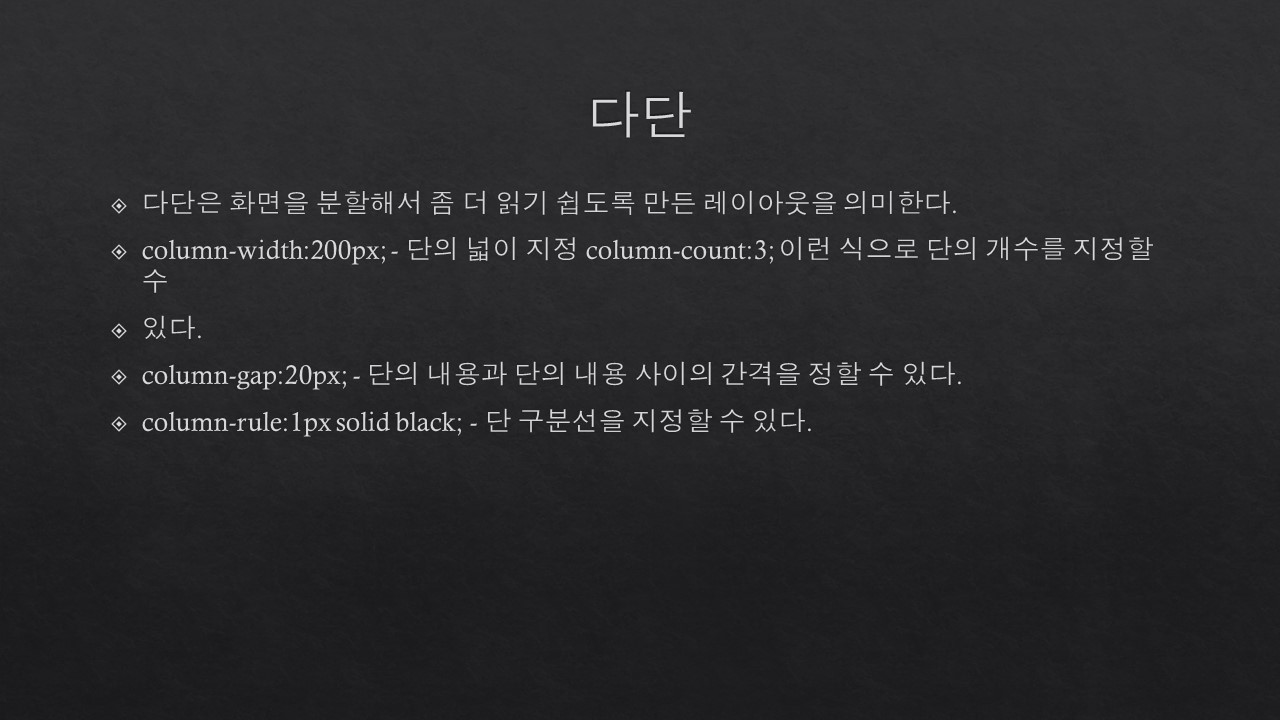 다단
다단은 화면을 분할해서 좀 더 읽기 쉽도록 만든 레이아웃을 의미한다.
column-width:200px; - 단의 넓이 지정 column-count:3; 이런 식으로 단의 개수를 지정할
수
있다.
column-gap:20px; - 단의 내용과 단의 내용 사이의 간격을 정할 수 있다.
column-rule:1px solid black; - 단 구분선을 지정할 수 있다.